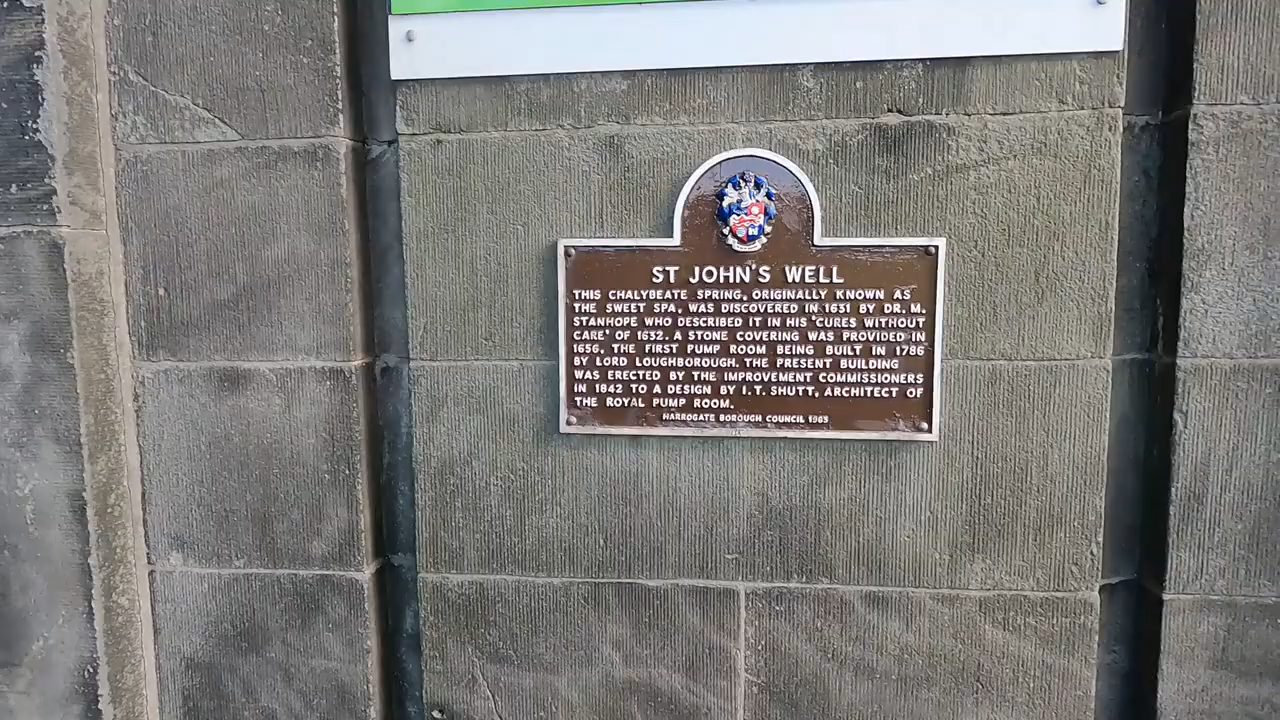 ST JOHN'S WELL
THIS CHALYBEATE SPRING, ORIGINALLY KNOWN AS
THE SWEET SPA, WAS DISCOVERED IN 1631 BY DR. M.
STANHOPE WHO DESCRIBED IT IN HIS 'CURES WITHOUT
CARE' OF 1632. A STONE COVERING WAS PROVIDED IN
1656, THE FIRST PUMP ROOM BEING BUILT IN 1786
BY LORD LOUGHBOROUGH. THE PRESENT BUILDING
WAS ERECTED BY THE IMPROVEMENT COMMISSIONERS
IN 1842 TO A DESIGN BY I.T. SHUTT, ARCHITECT OF
THE ROYAL PUMP ROOM.
HARROGATE BOROUGH COUNCIL 1983